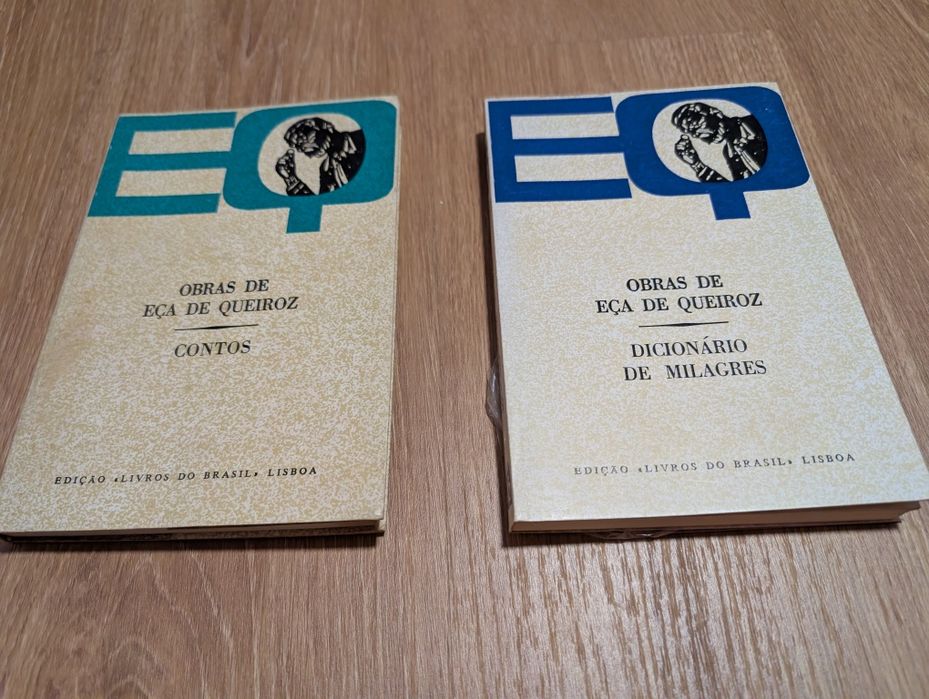 EQ
OBRAS DE
EÇA DE QUEIROZ
CONTOS
EDIÇÃO «LIVROS DO BRASIL» LISBOA
EQ
OBRAS DE
EÇA DE QUEIROZ
DICIONÁRIO
DE MILAGRES
EDIÇÃO «LIVROS DO BRASIL» LISBOA